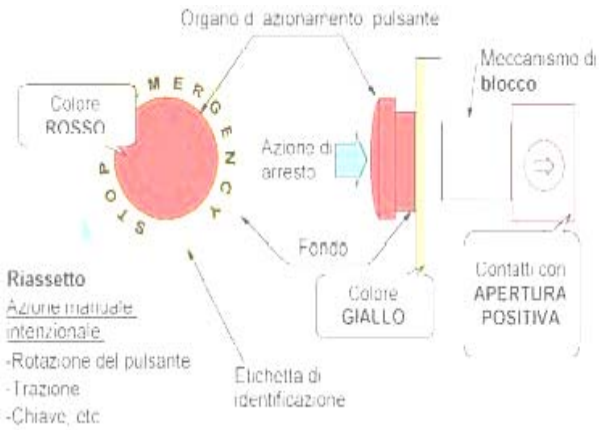 Organo d azionamento pulsante
Meccanismo di
blocco
Colore
ROSSO
EMERGENCY
STOP
Azione di
arresto
Fondo
Colore
GIALLO
Contatti con
APERTURA
POSITIVA
Riassetto
Azione manuale
intenzionale
-Rotazione del pulsante
-Trazione
-Chiave, etc
Etichetta di
identificazione